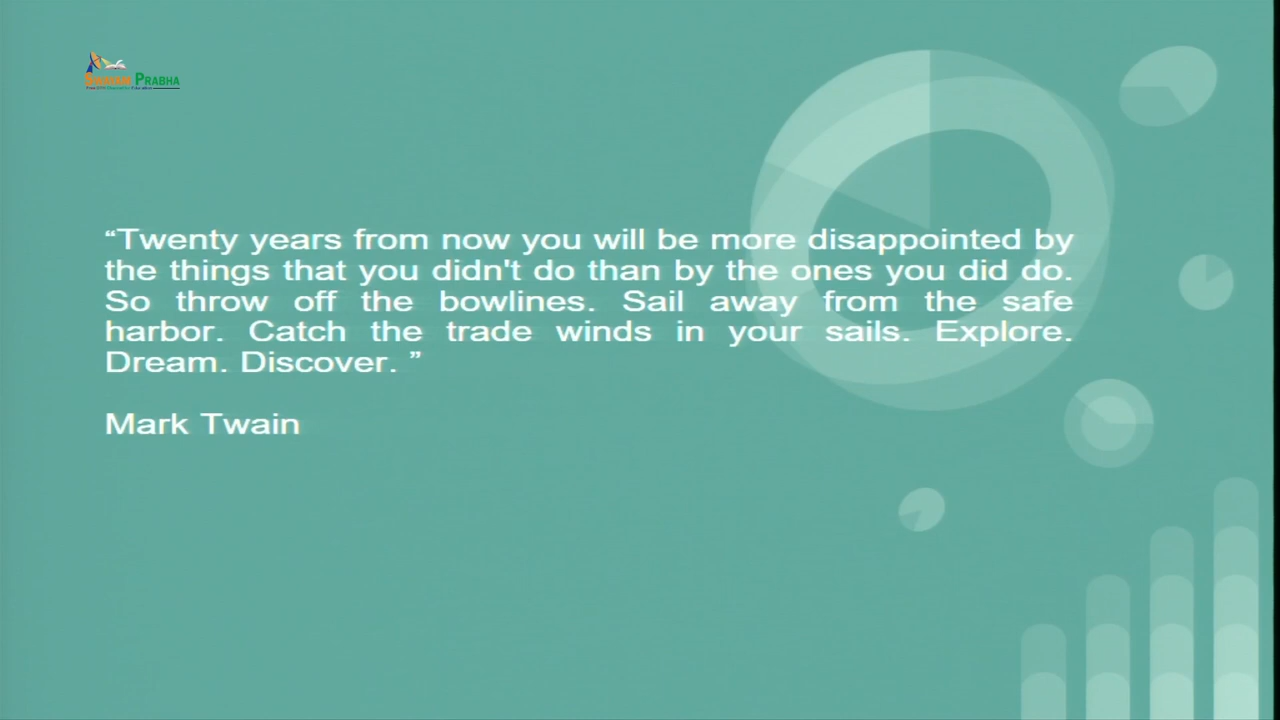 SWAYAM PRABHA
“Twenty years from now you will be more disappointed by
the things that you didn't do than by the ones you did do.
So throw off the bowlines. Sail away from the safe
harbor. Catch the trade winds in your sails. Explore.
Dream. Discover. ”
Mark Twain